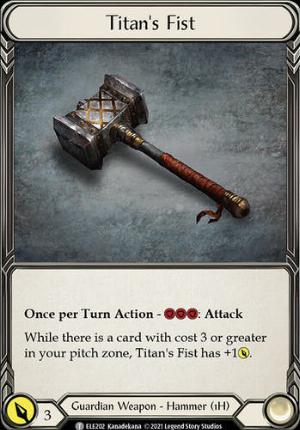 Titan's Fist
Once per Turn Action - : Attack
While there is a card with cost 3 or greater
in your pitch zone, Titan's Fist has +1.
3
Guardian Weapon - Hammer (1H)
ELE202 Kanadekana ©2021 Legend Story Studios